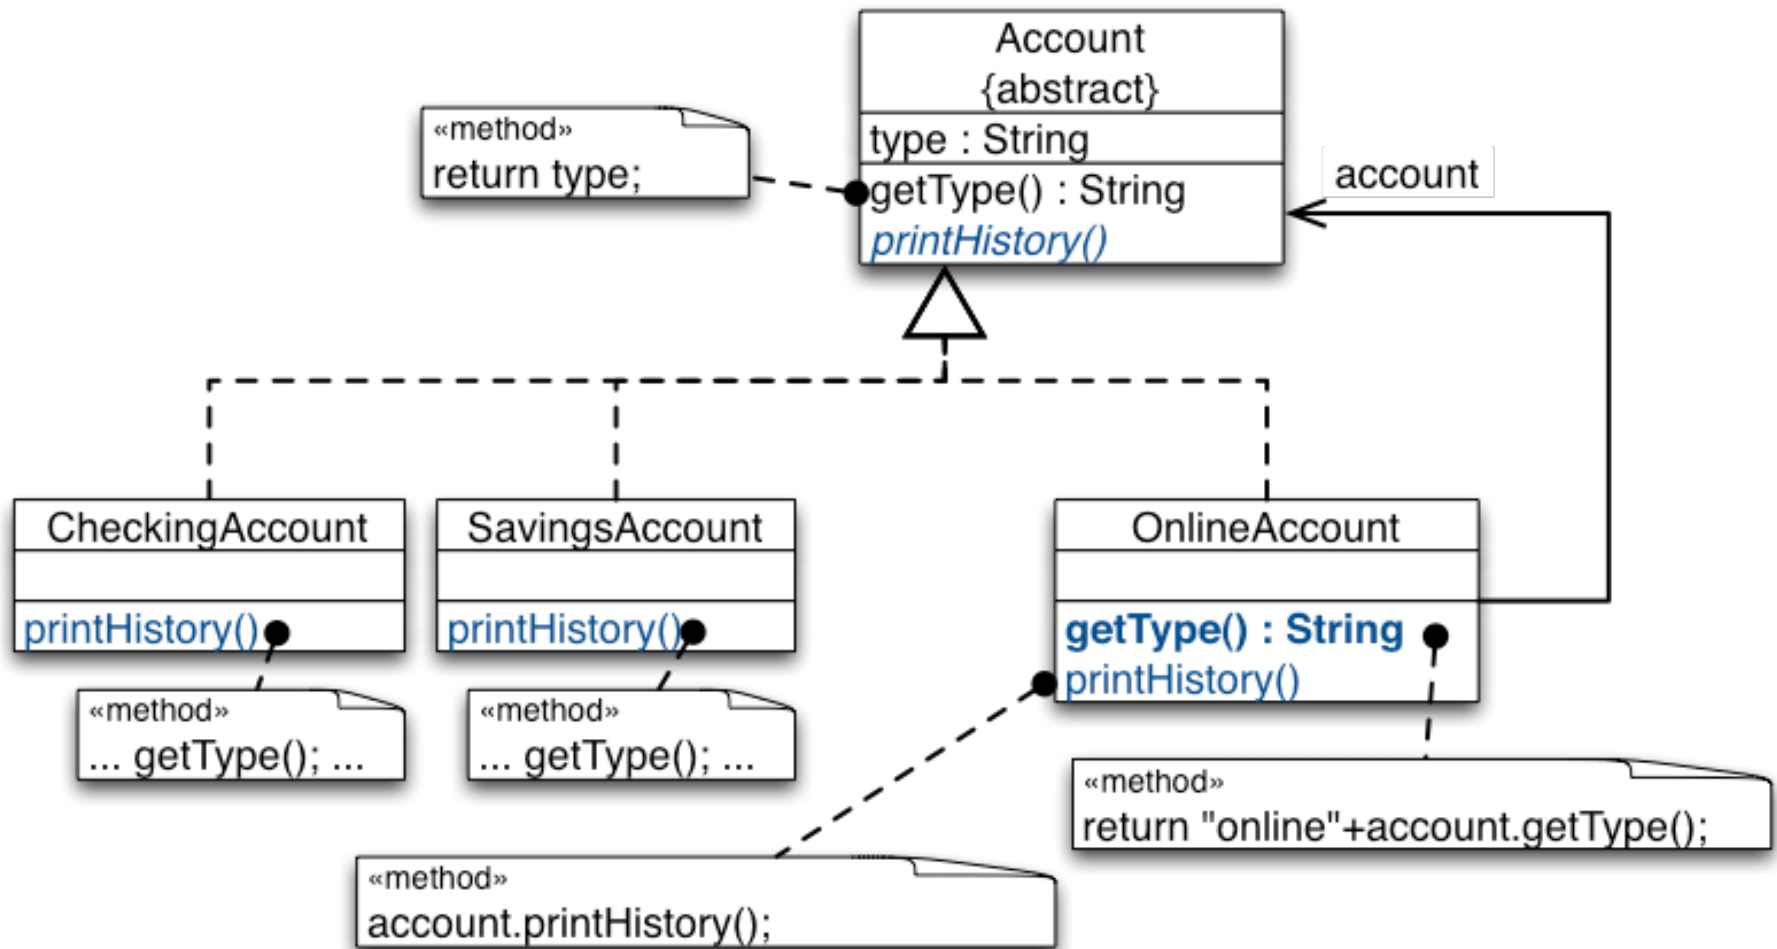 Account
{abstract}
type : String
getType() : String
printHistory()
«method»
return type;
account
CheckingAccount
printHistory()
«method»
... getType(); ...
SavingsAccount
printHistory()
«method»
... getType(); ...
OnlineAccount
getType() : String
printHistory()
«method»
return "online"+account.getType();
«method»
account.printHistory();